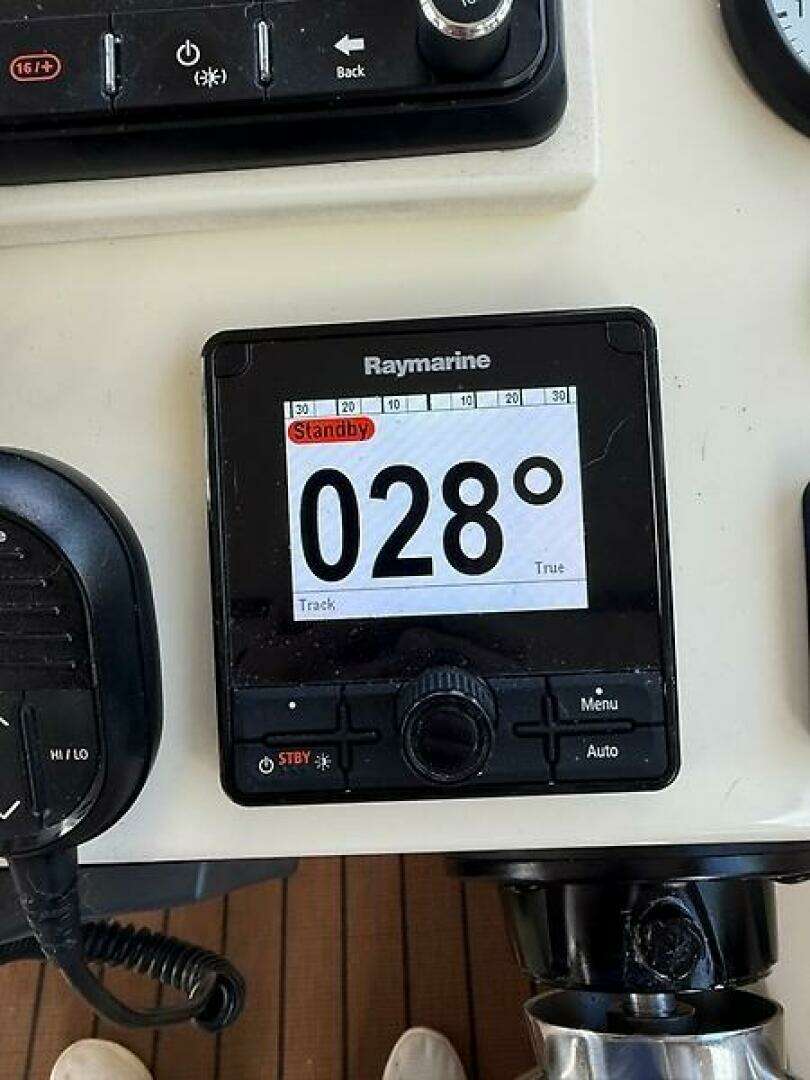 16/+
Back
Raymarine
30 20 10 10 20 30
Standby
028°
True
Track
Menu
STBY
Auto
HI / LO